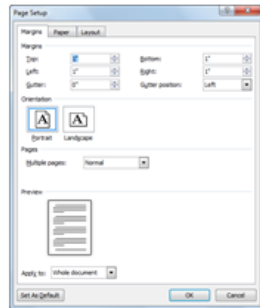 Page Setup
Margins Paper Layout
Margins
Top: 1" Bottom: 1"
Left: 1" Right: 1"
Gutter: 0" Gutter position: Left
Orientation
A A
Portrait Landscape
Pages
Multiple pages: Normal
Preview
Apply to: Whole document
Set As Default OK Cancel